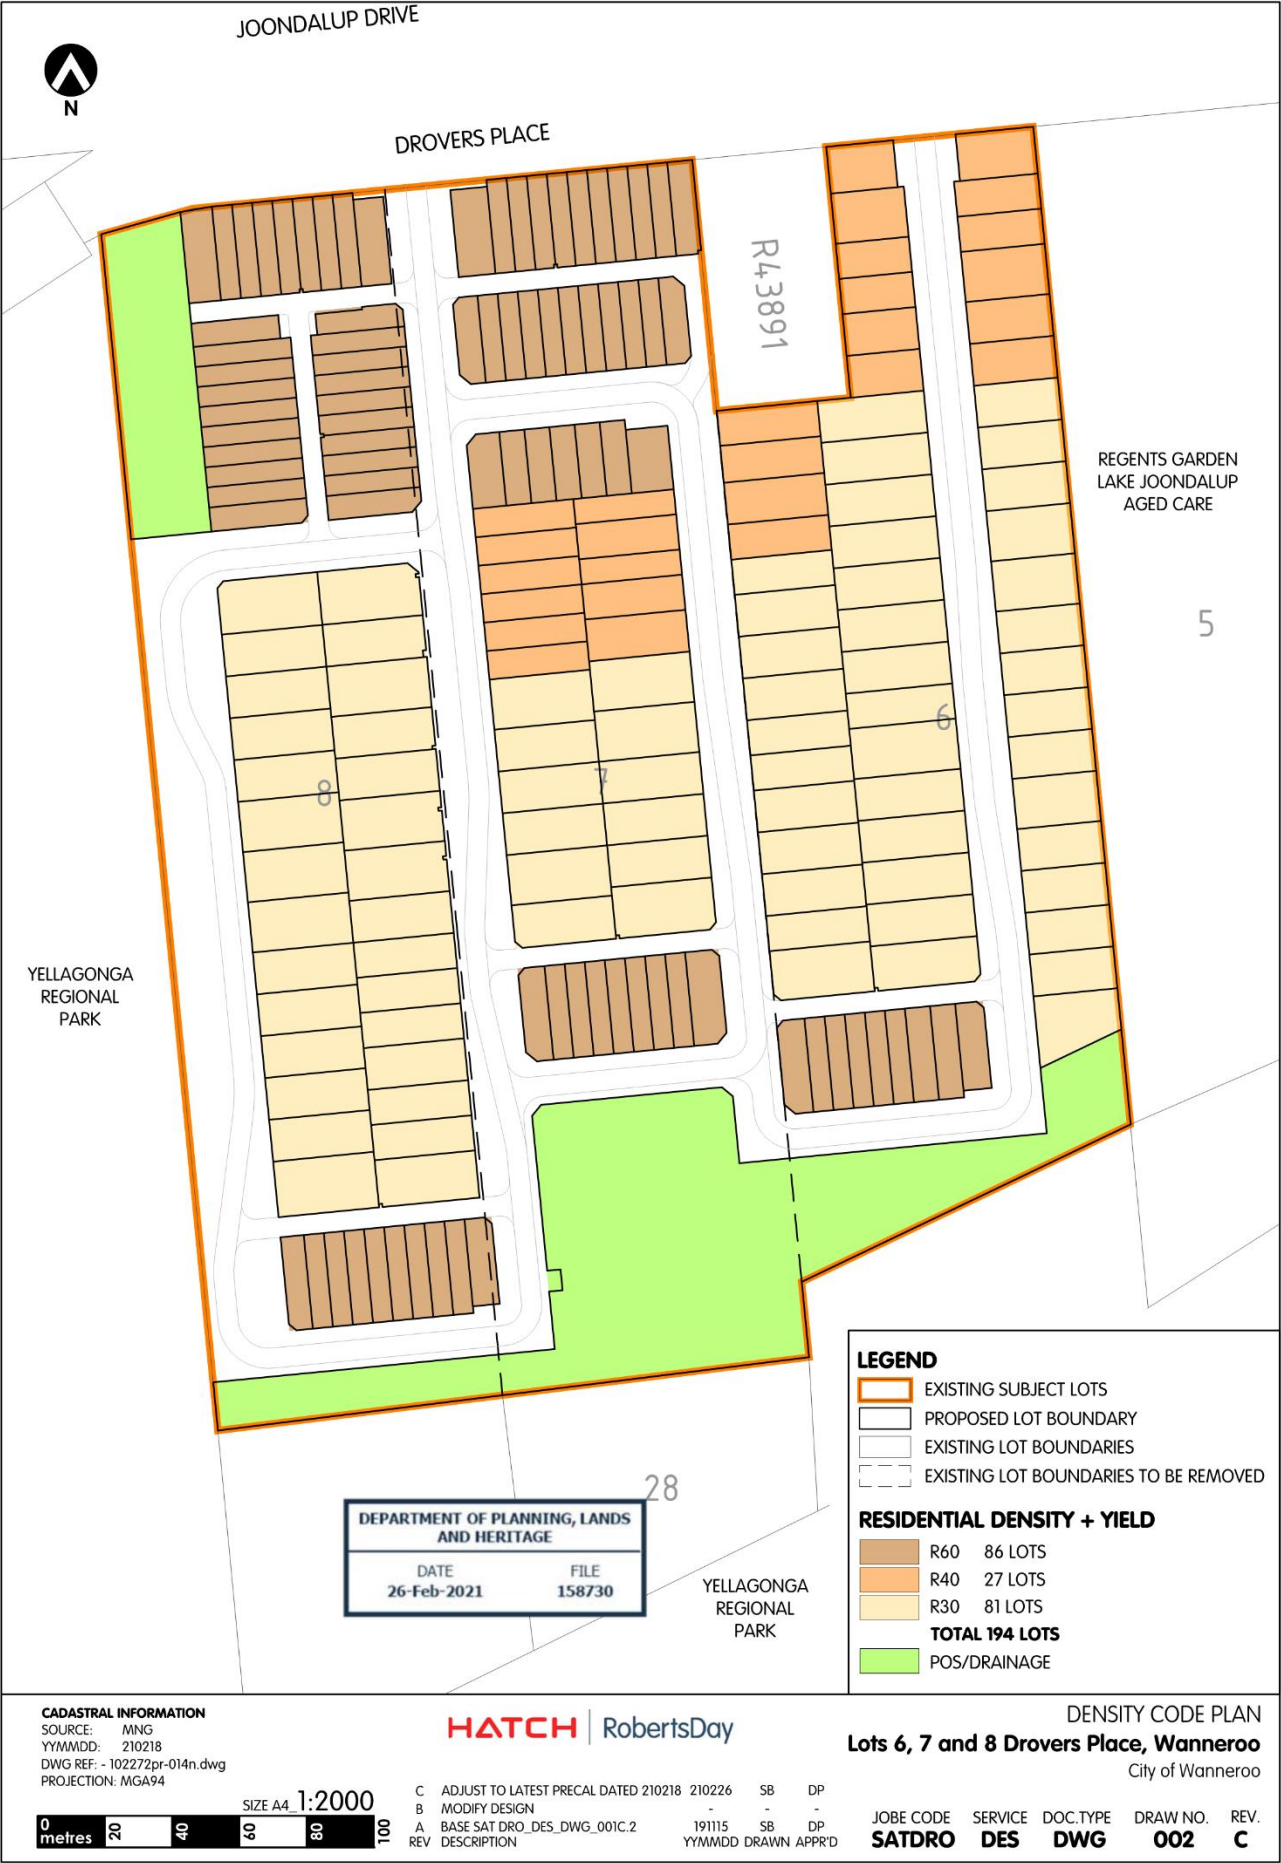 JOONDALUP DRIVE
N
DROVERS PLACE
R43891
REGENTS GARDEN
LAKE JOONDALUP
AGED CARE
5
6
7
8
YELLAGONGA
REGIONAL
PARK
28
DEPARTMENT OF PLANNING, LANDS
AND HERITAGE
DATE FILE
26-Feb-2021 158730
YELLAGONGA
REGIONAL
PARK
LEGEND
EXISTING SUBJECT LOTS
PROPOSED LOT BOUNDARY
EXISTING LOT BOUNDARIES
EXISTING LOT BOUNDARIES TO BE REMOVED
RESIDENTIAL DENSITY + YIELD
R60 86 LOTS
R40 27 LOTS
R30 81 LOTS
TOTAL 194 LOTS
POS/DRAINAGE
CADASTRAL INFORMATION
SOURCE: MNG
YYMMDD: 210218
DWG REF: - 102272pr-014n.dwg
PROJECTION: MGA94
SIZE A4_1:2000
0 20 40 60 80 100
metres
HATCH | RobertsDay
C ADJUST TO LATEST PRECAL DATED 210218 210226 SB DP
B MODIFY DESIGN - - -
A BASE SAT DRO_DES_DWG_001C.2 191115 SB DP
REV DESCRIPTION YYMMDD DRAWN APPR'D
DENSITY CODE PLAN
Lots 6, 7 and 8 Drovers Place, Wanneroo
City of Wanneroo
JOBE CODE SERVICE DOC.TYPE DRAW NO. REV.
SATDRO DES DWG 002 C